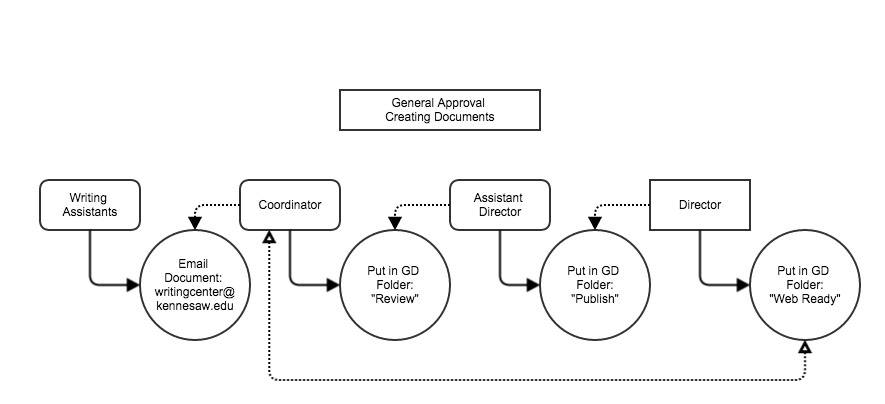 General Approval
Creating Documents
Writing
Assistants
Coordinator
Assistant
Director
Director
Email
Document:
writingcenter@
kennesaw.edu
Put in GD
Folder:
"Review"
Put in GD
Folder:
"Publish"
Put in GD
Folder:
"Web Ready"